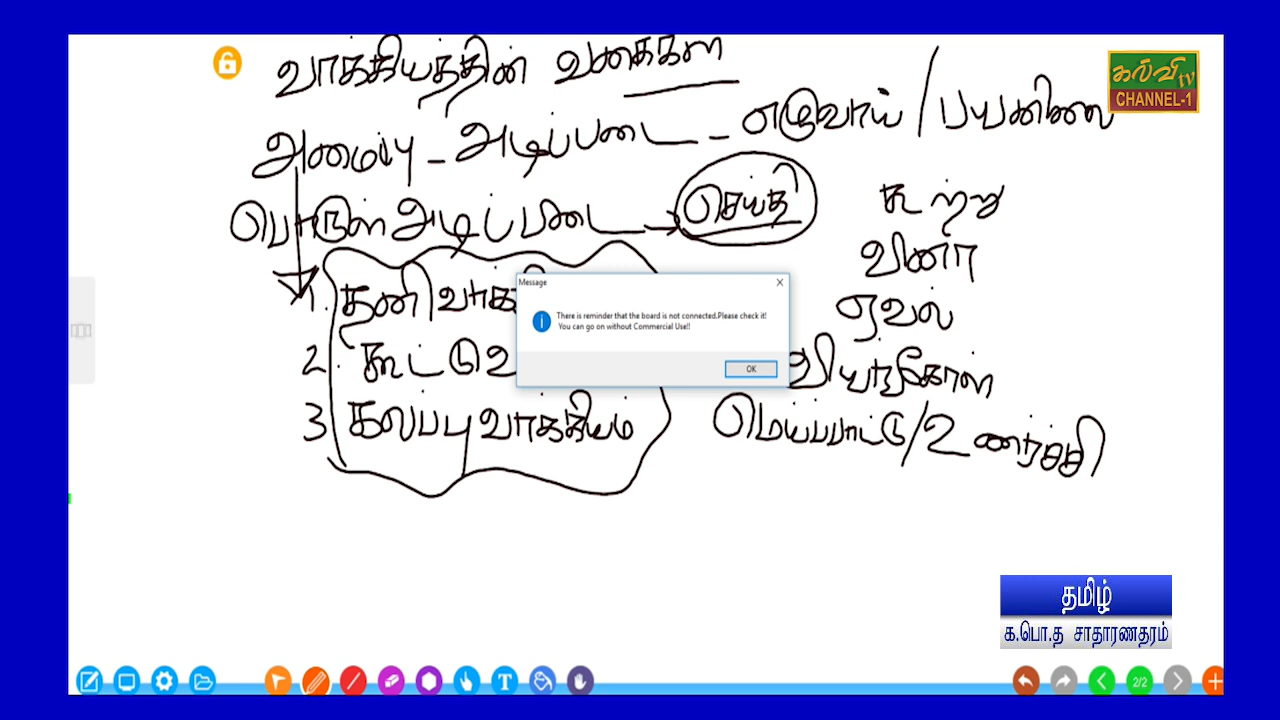 வாக்கியத்தின் வகைகள்
கல்வி tv
CHANNEL-1
அமைப்பு - அடிப்படை - எழுவாய் / பயனிலை
பொருள் அடிப்படை → செய்தி
கூற்று
வினா
1. தனி வாக்
ஏவல்
2. கூட்டு
வியங்கோள்
3 கலப்பு வாக்கியம்
மெய்ப்பாட்டு / உணர்ச்சி
Message
There is reminder that the board is not connected.Please check it!
You can go on without Commercial Use!!
OK
தமிழ்
க.பொ.த சாதாரணதரம்
T
2/2